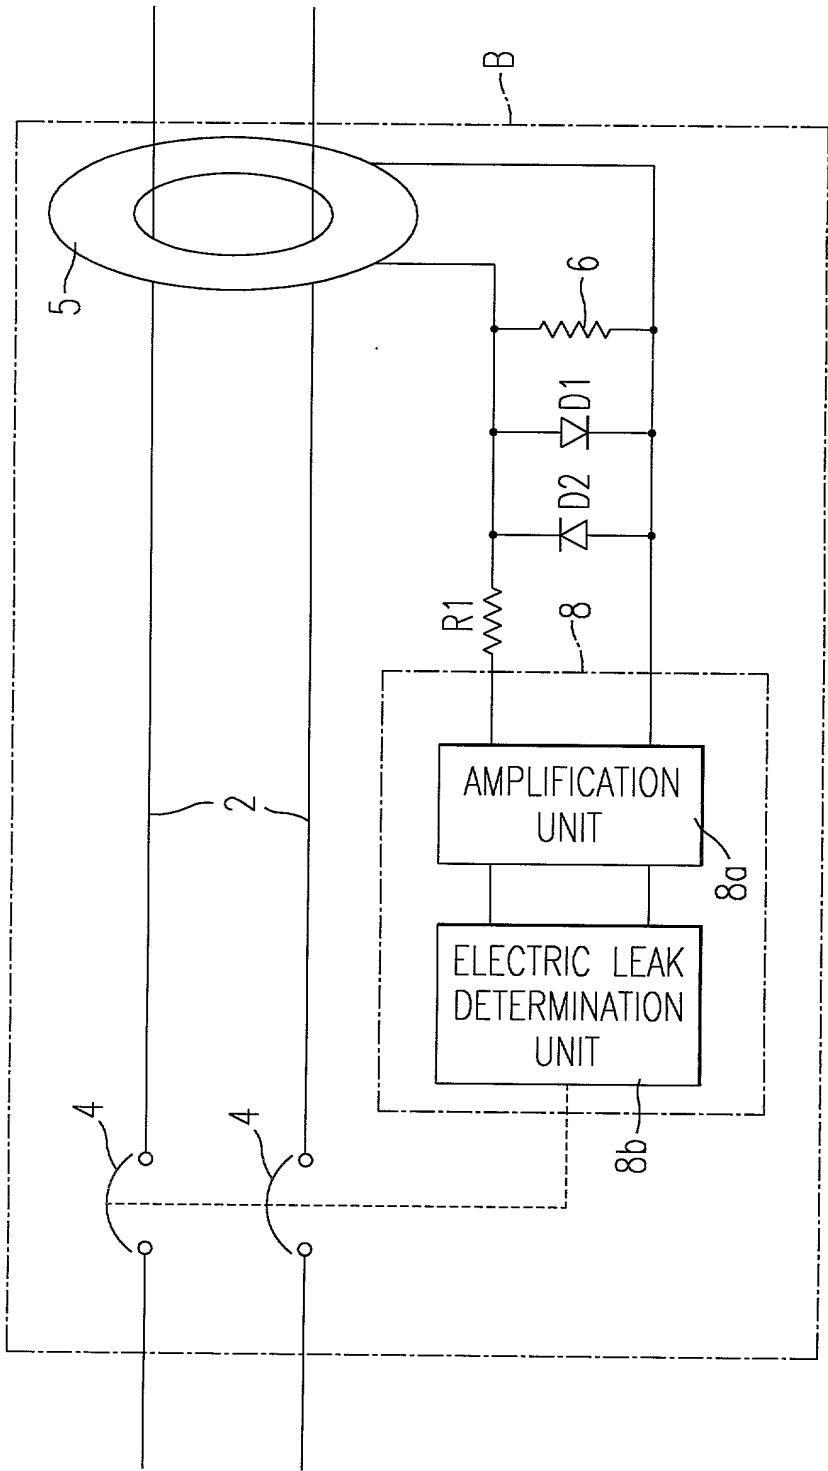 B
5
6
D1
D2
R1
8
2
AMPLIFICATION
UNIT
8a
ELECTRIC LEAK
DETERMINATION
UNIT
8b
4
4